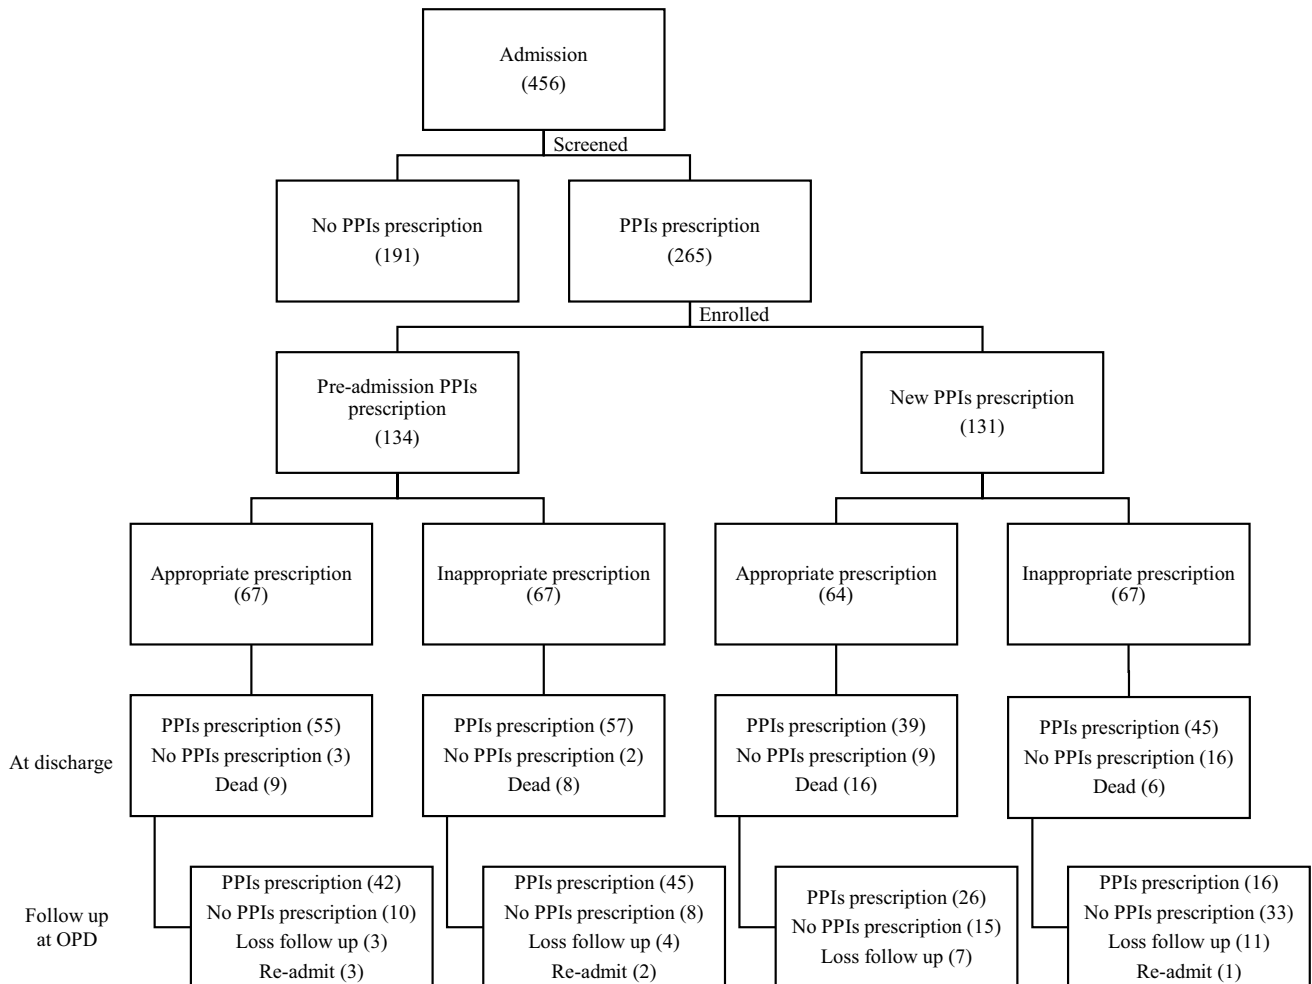 Admission
(456)
Screened
No PPIs prescription
(191)
PPIs prescription
(265)
Enrolled
Pre-admission PPIs
prescription
(134)
New PPIs prescription
(131)
Appropriate prescription
(67)
Inappropriate prescription
(67)
Appropriate prescription
(64)
Inappropriate prescription
(67)
At discharge
PPIs prescription (55)
No PPIs prescription (3)
Dead (9)
PPIs prescription (57)
No PPIs prescription (2)
Dead (8)
PPIs prescription (39)
No PPIs prescription (9)
Dead (16)
PPIs prescription (45)
No PPIs prescription (16)
Dead (6)
Follow up
at OPD
PPIs prescription (42)
No PPIs prescription (10)
Loss follow up (3)
Re-admit (3)
PPIs prescription (45)
No PPIs prescription (8)
Loss follow up (4)
Re-admit (2)
PPIs prescription (26)
No PPIs prescription (15)
Loss follow up (7)
PPIs prescription (16)
No PPIs prescription (33)
Loss follow up (11)
Re-admit (1)